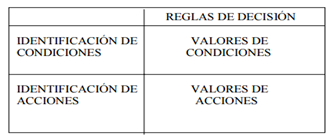 REGLAS DE DECISIÓN
IDENTIFICACIÓN DE
CONDICIONES
VALORES DE
CONDICIONES
IDENTIFICACIÓN DE
ACCIONES
VALORES DE
ACCIONES